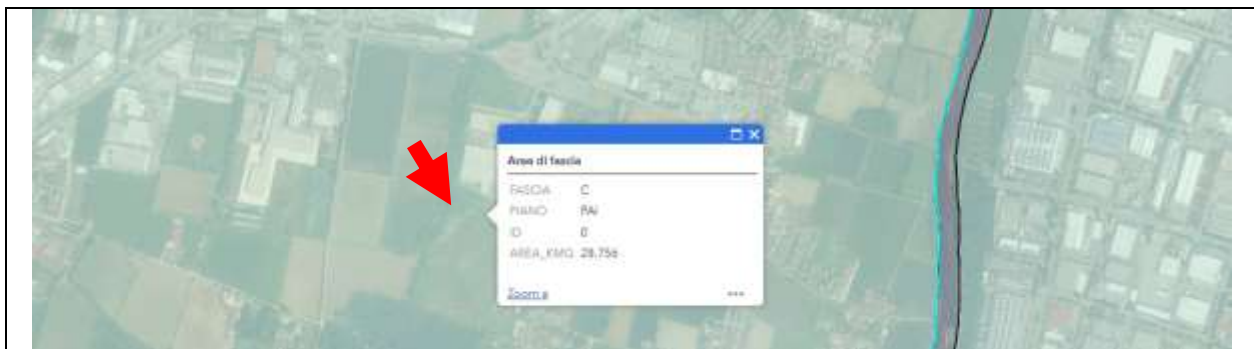 Aree di fascia
FASCIA C
PIANO PAI
ID 0
AREA_KMQ 28.756
Zoom a